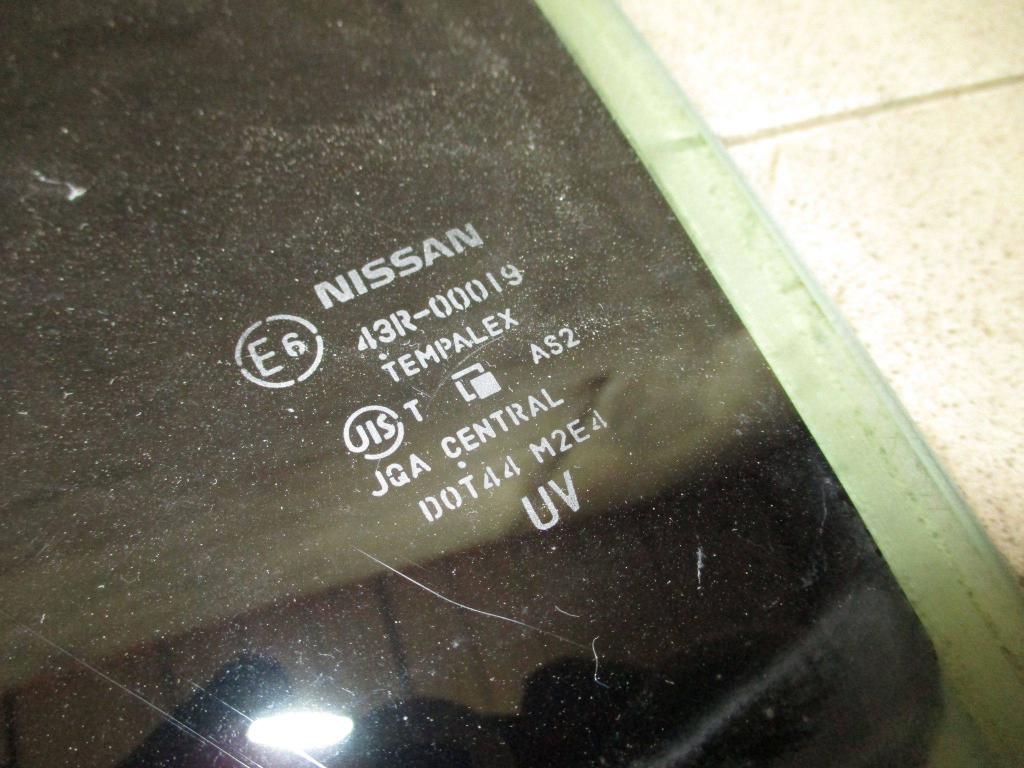 NISSAN
E6 43R-00019
TEMPALEX
JIS T AS2
JQA CENTRAL
DOT44 M2E4
UV